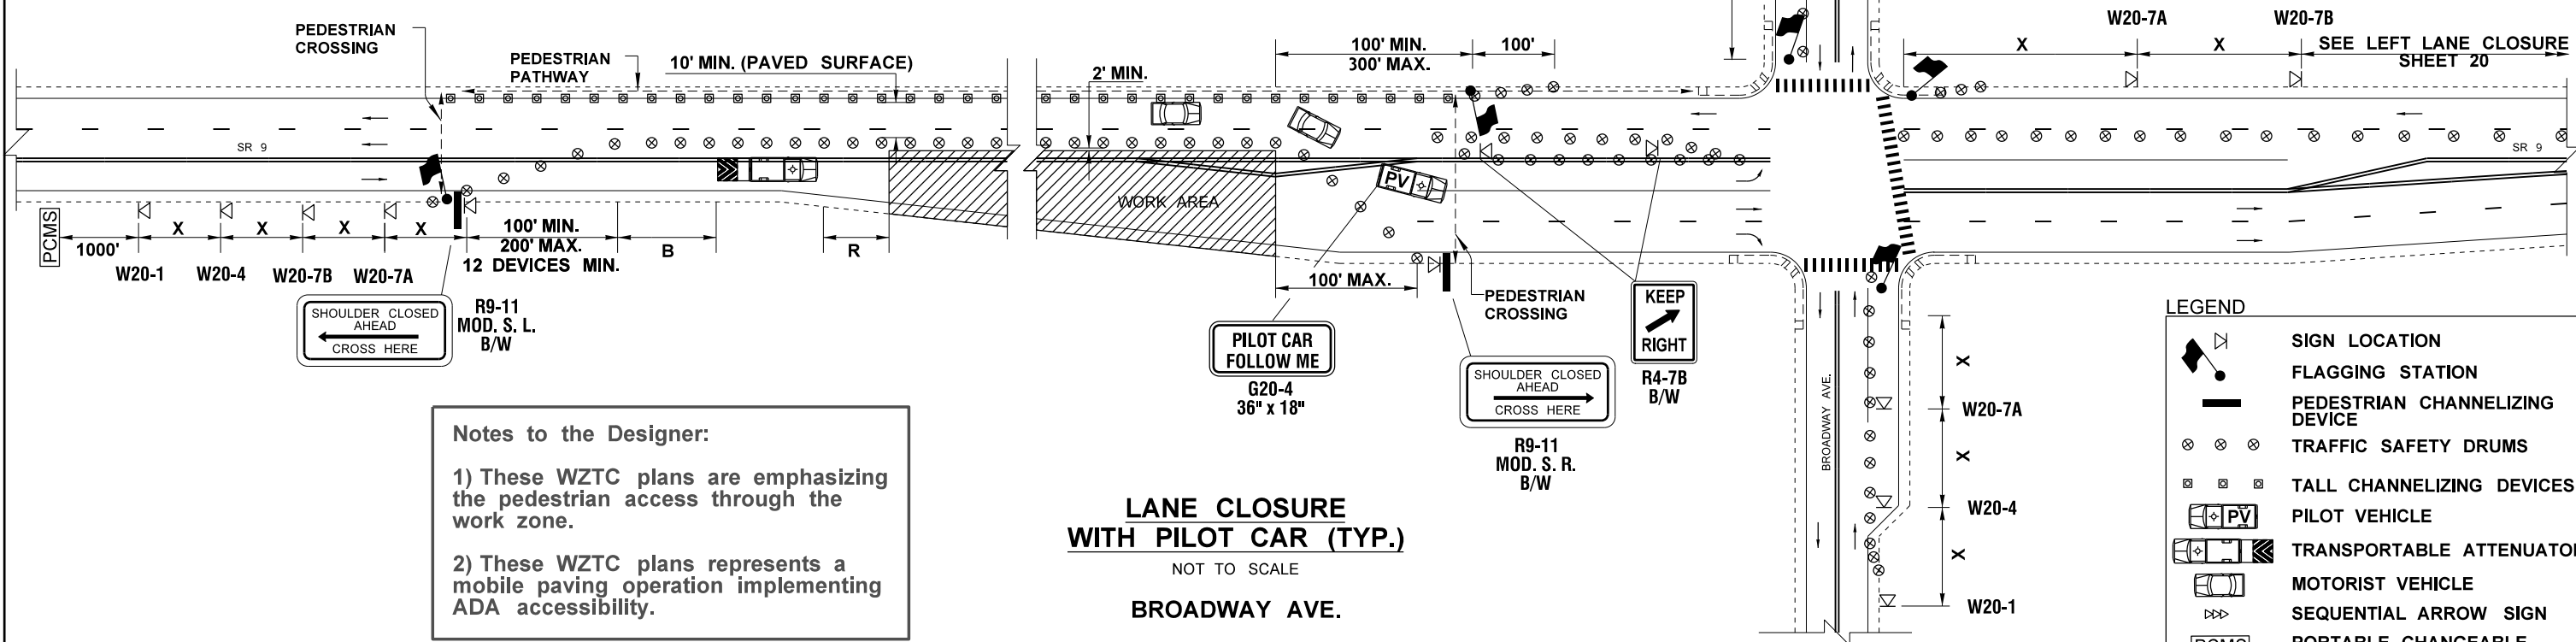 PEDESTRIAN
CROSSING
PEDESTRIAN
PATHWAY
10' MIN. (PAVED SURFACE)
2' MIN.
100' MIN.
300' MAX.
100'
W20-7A
W20-7B
X
X
SEE LEFT LANE CLOSURE
SHEET 20
SR 9
SR 9
PV
WORK AREA
PCMS
1000'
X
X
X
X
100' MIN.
200' MAX.
12 DEVICES MIN.
B
R
W20-1
W20-4
W20-7B
W20-7A
SHOULDER CLOSED
AHEAD
CROSS HERE
R9-11
MOD. S. L.
B/W
100' MAX.
PILOT CAR
FOLLOW ME
G20-4
36" x 18"
PEDESTRIAN
CROSSING
SHOULDER CLOSED
AHEAD
CROSS HERE
R9-11
MOD. S. R.
B/W
KEEP
RIGHT
R4-7B
B/W
BROADWAY AVE.
X
W20-7A
X
W20-4
X
W20-1
Notes to the Designer:
1) These WZTC plans are emphasizing
the pedestrian access through the
work zone.
2) These WZTC plans represents a
mobile paving operation implementing
ADA accessibility.
LANE CLOSURE
WITH PILOT CAR (TYP.)
NOT TO SCALE
BROADWAY AVE.
LEGEND
SIGN LOCATION
FLAGGING STATION
PEDESTRIAN CHANNELIZING
DEVICE
TRAFFIC SAFETY DRUMS
TALL CHANNELIZING DEVICES
PV
PILOT VEHICLE
TRANSPORTABLE ATTENUATO
MOTORIST VEHICLE
SEQUENTIAL ARROW SIGN
PCMS
PORTABLE CHANGEABLE